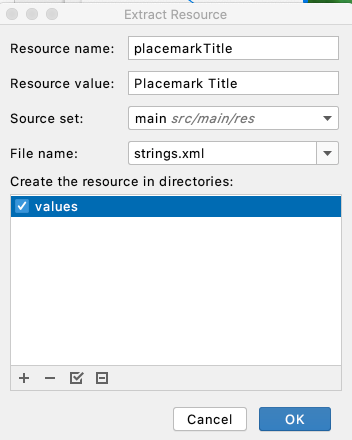 Extract Resource
Resource name: placemarkTitle
Resource value: Placemark Title
Source set: main src/main/res
File name: strings.xml
Create the resource in directories:
values
Cancel OK